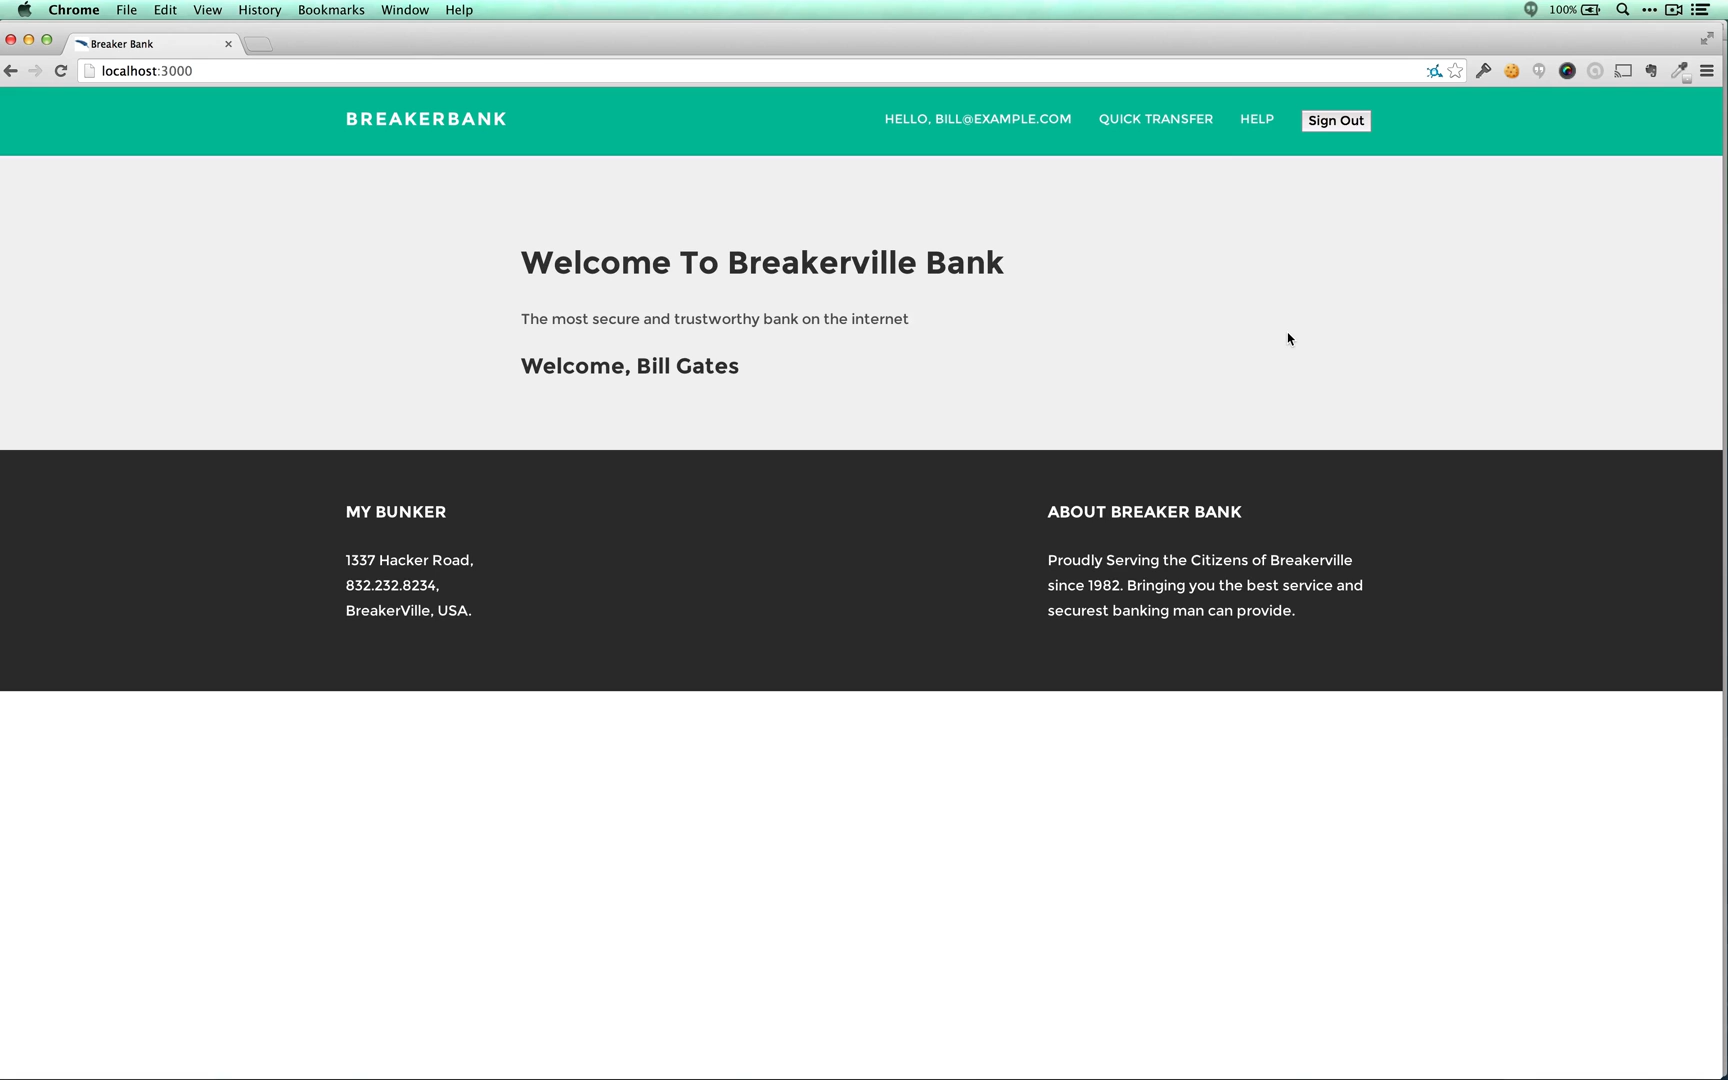 Chrome File Edit View History Bookmarks Window Help 100%
Breaker Bank
localhost:3000
BREAKERBANK HELLO, BILL@EXAMPLE.COM QUICK TRANSFER HELP Sign Out
Welcome To Breakerville Bank
The most secure and trustworthy bank on the internet
Welcome, Bill Gates
MY BUNKER
1337 Hacker Road,
832.232.8234,
BreakerVille, USA.
ABOUT BREAKER BANK
Proudly Serving the Citizens of Breakerville
since 1982. Bringing you the best service and
securest banking man can provide.